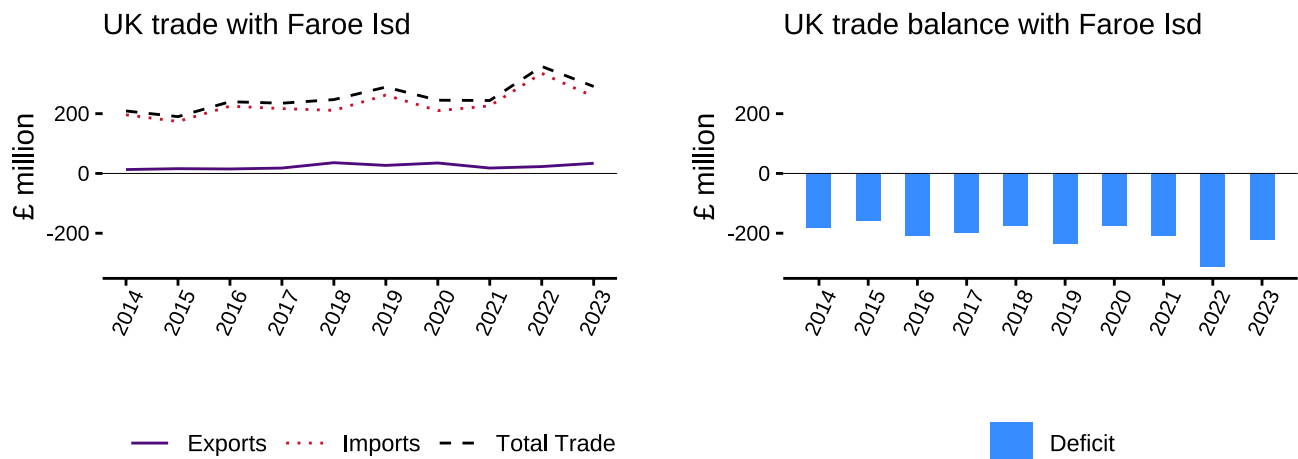 UK trade with Faroe Isd
£ million
200
0
-200
2014 2015 2016 2017 2018 2019 2020 2021 2022 2023
Exports Imports Total Trade
UK trade balance with Faroe Isd
£ million
200
0
-200
2014 2015 2016 2017 2018 2019 2020 2021 2022 2023
Deficit